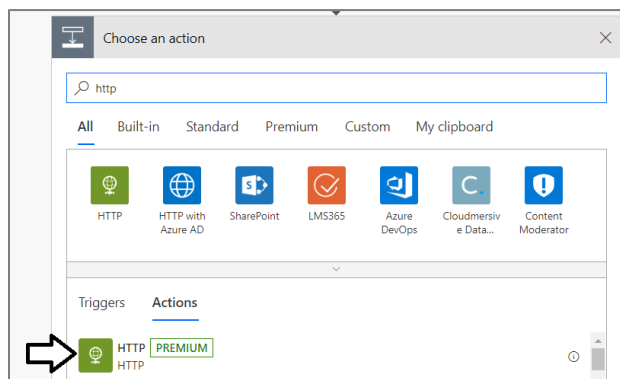 Choose an action
http
All Built-in Standard Premium Custom My clipboard
HTTP
HTTP with
Azure AD
SharePoint
LMS365
Azure
DevOps
Cloudmersiv
e Data...
Content
Moderator
Triggers Actions
HTTP PREMIUM
HTTP